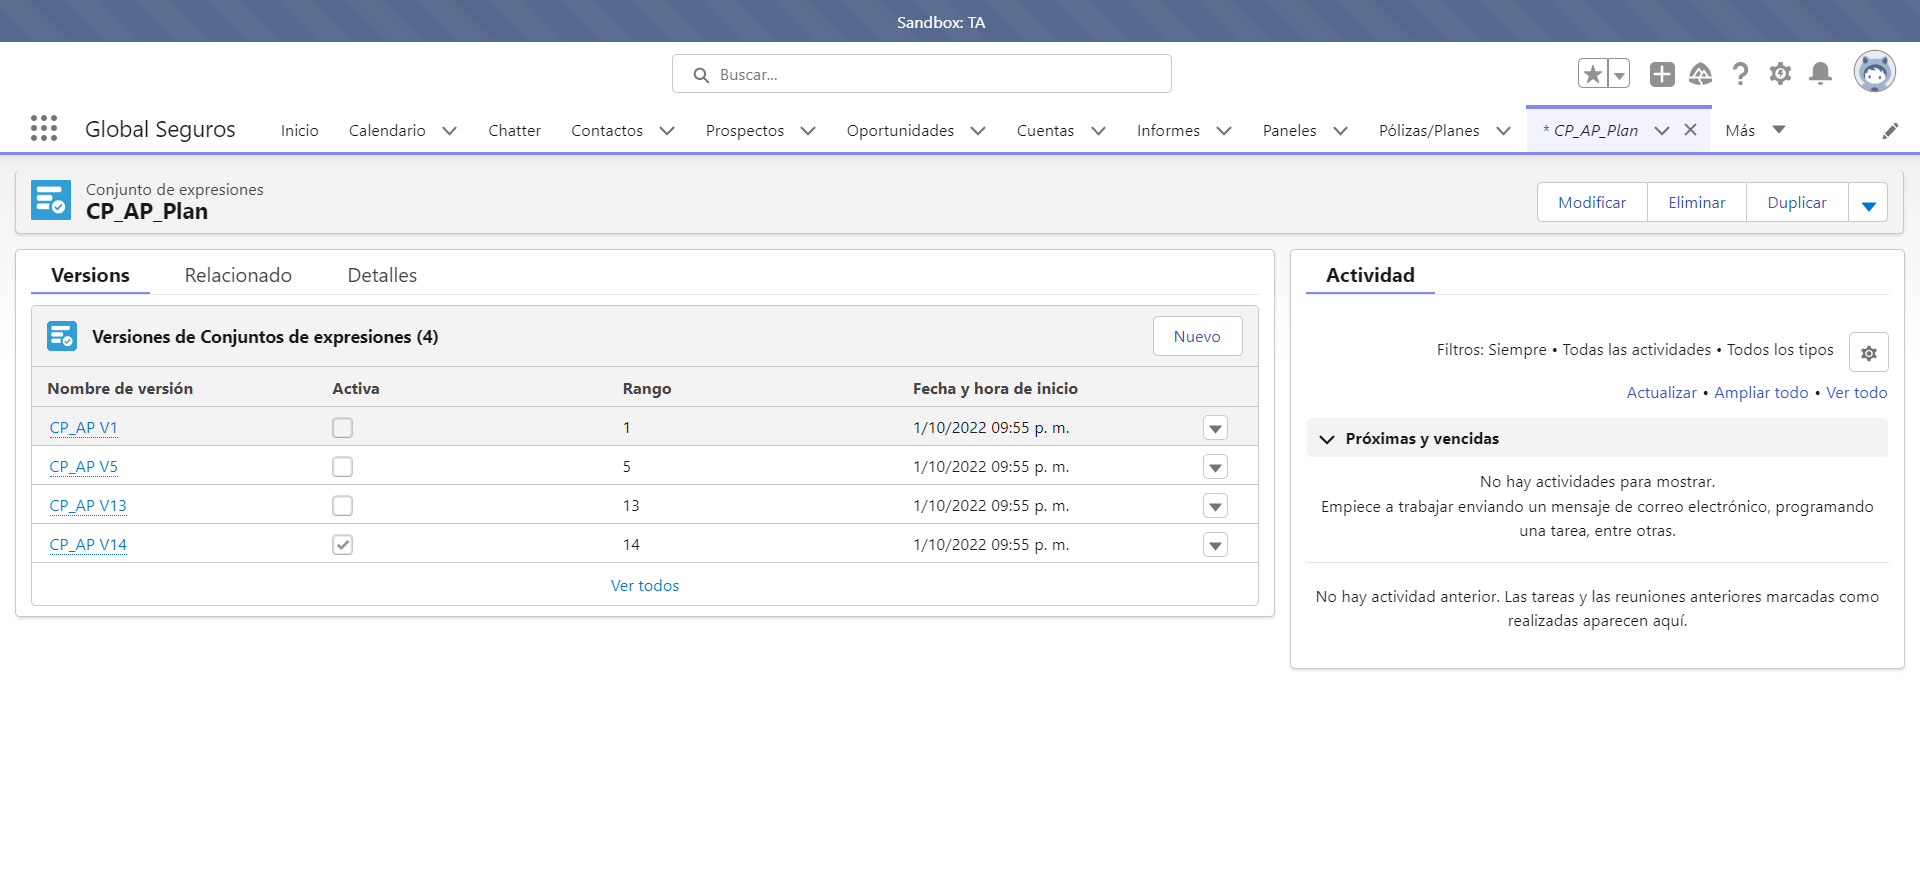 Sandbox: TA
Buscar...
Global Seguros
Inicio
Calendario
Chatter
Contactos
Prospectos
Oportunidades
Cuentas
Informes
Paneles
Pólizas/Planes
* CP_AP_Plan
Más
Conjunto de expresiones
CP_AP_Plan
Modificar
Eliminar
Duplicar
Versions
Relacionado
Detalles
Versiones de Conjuntos de expresiones (4)
Nuevo
Nombre de versión Activa Rango Fecha y hora de inicio
CP_AP V1 1 1/10/2022 09:55 p. m.
CP_AP V5 5 1/10/2022 09:55 p. m.
CP_AP V13 13 1/10/2022 09:55 p. m.
CP_AP V14 14 1/10/2022 09:55 p. m.
Ver todos
Actividad
Filtros: Siempre • Todas las actividades • Todos los tipos
Actualizar • Ampliar todo • Ver todo
Próximas y vencidas
No hay actividades para mostrar.
Empiece a trabajar enviando un mensaje de correo electrónico, programando
una tarea, entre otras.
No hay actividad anterior. Las tareas y las reuniones anteriores marcadas como
realizadas aparecen aquí.